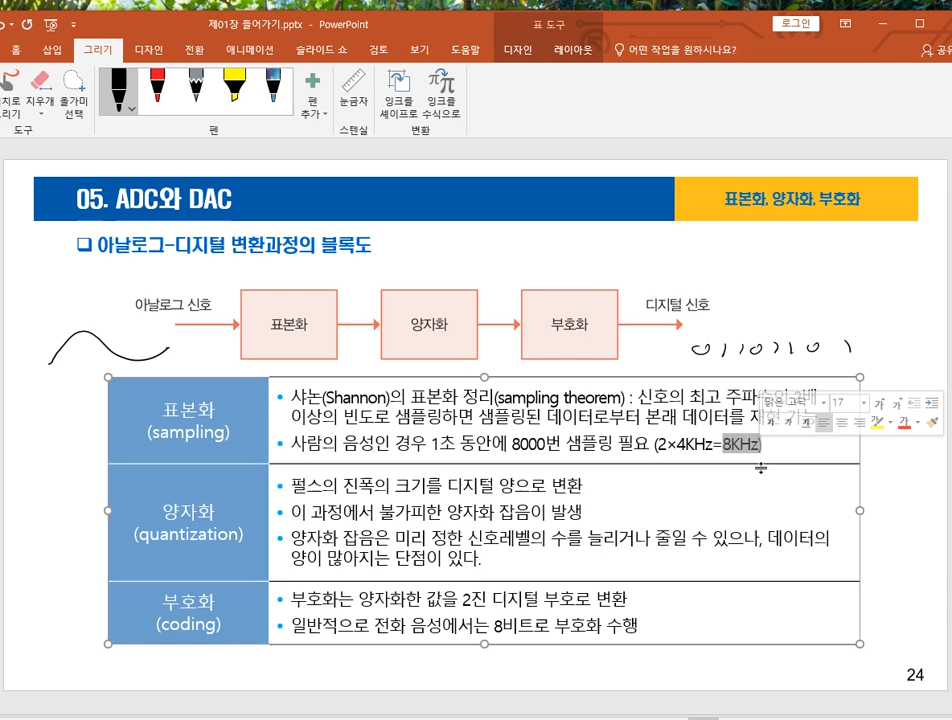 제01장 들어가기.pptx - PowerPoint
표 도구
로그인
홈 삽입 그리기 디자인 전환 애니메이션 슬라이드 쇼 검토 보기 도움말 디자인 레이아웃 어떤 작업을 원하시나요?
지우개
올가미 선택
펜 추가
눈금자
잉크를 셰이프로
잉크를 수식으로
도구 펜 스텐실 변환
05. ADC와 DAC
표본화, 양자화, 부호화
❑ 아날로그-디지털 변환과정의 블록도
아날로그 신호
표본화
양자화
부호화
디지털 신호
01101101
표본화
(sampling)
• 샤논(Shannon)의 표본화 정리(sampling theorem) : 신호의 최고 주파수의 2배
이상의 빈도로 샘플링하면 샘플링된 데이터로부터 본래 데이터를 재현 가능
• 사람의 음성인 경우 1초 동안에 8000번 샘플링 필요 (2×4KHz=8KHz)
맑은 고딕 17
양자화
(quantization)
• 펄스의 진폭의 크기를 디지털 양으로 변환
• 이 과정에서 불가피한 양자화 잡음이 발생
• 양자화 잡음은 미리 정한 신호레벨의 수를 늘리거나 줄일 수 있으나, 데이터의
양이 많아지는 단점이 있다.
부호화
(coding)
• 부호화는 양자화한 값을 2진 디지털 부호로 변환
• 일반적으로 전화 음성에서는 8비트로 부호화 수행
24